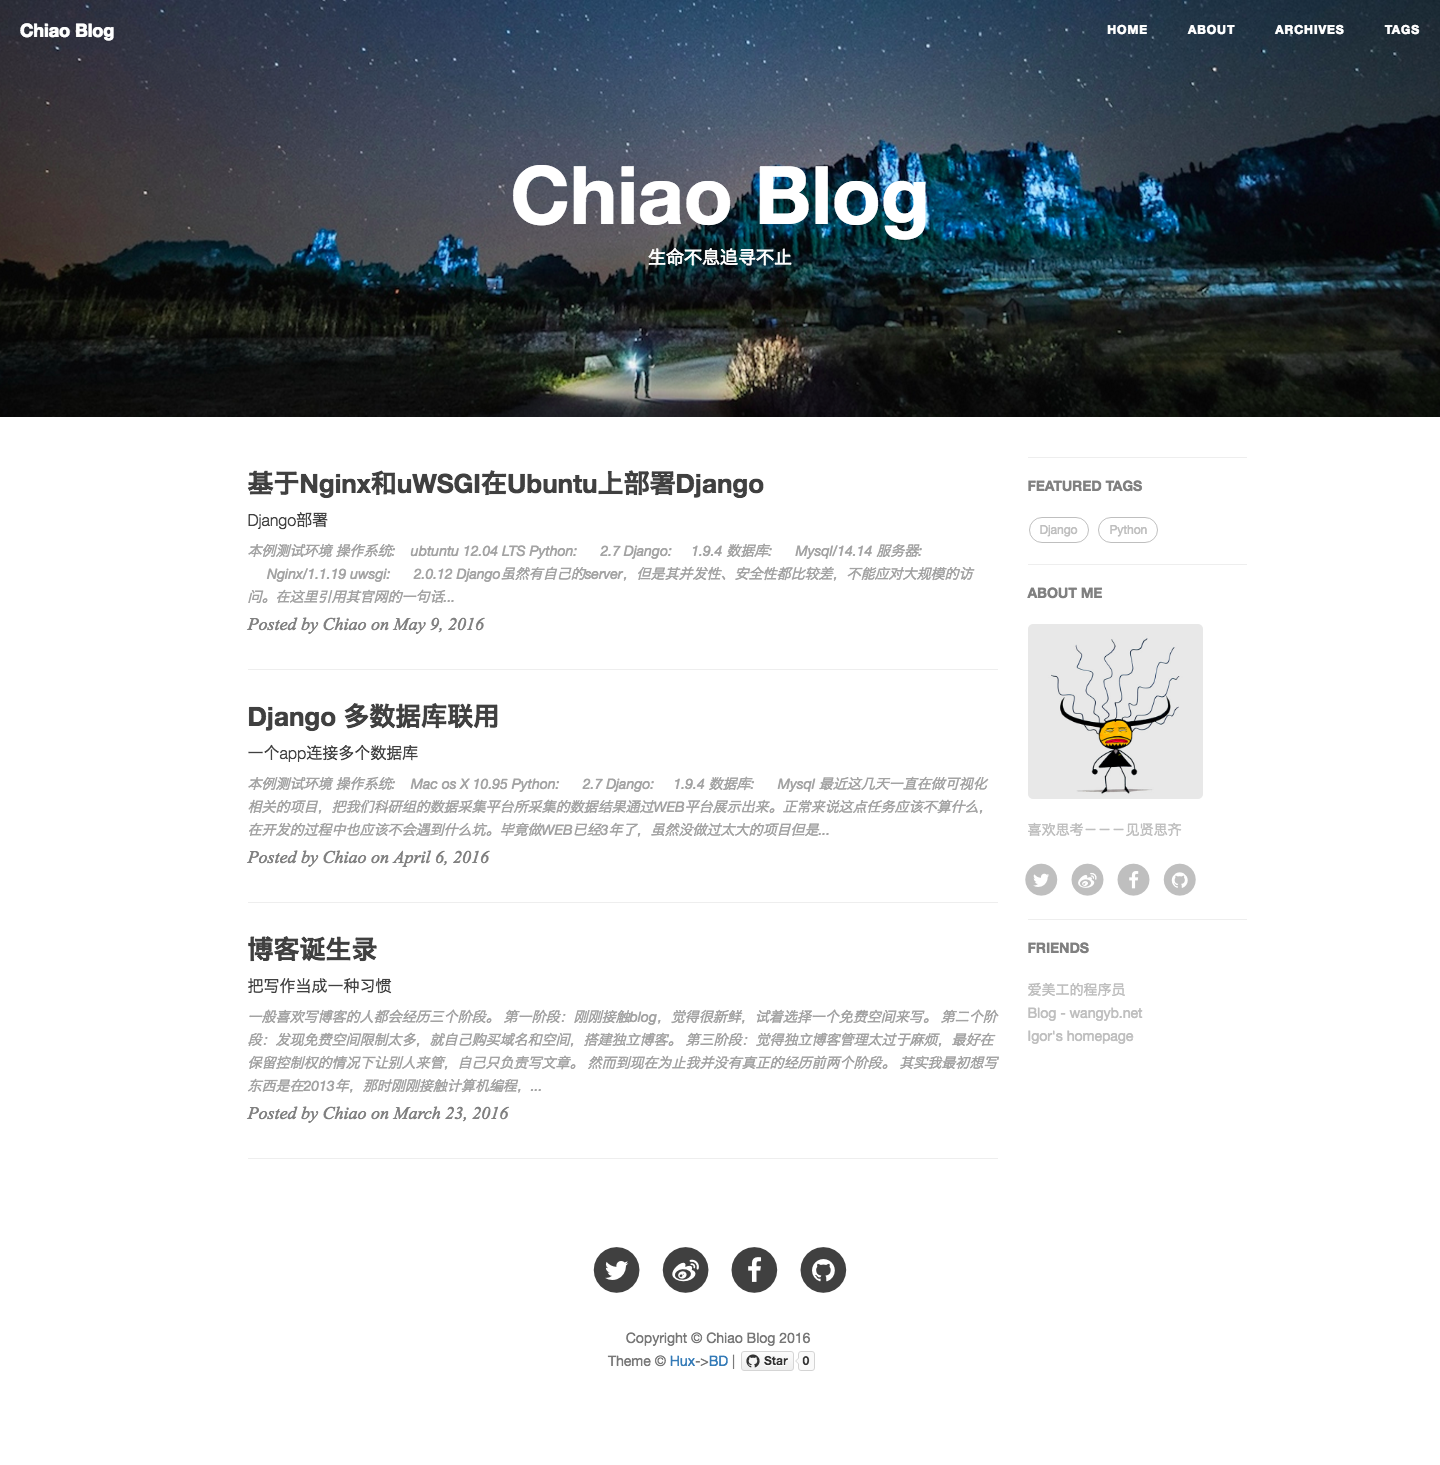 Chiao Blog
HOME ABOUT ARCHIVES TAGS
Chiao Blog
生命不息追寻不止
基于Nginx和uWSGI在Ubuntu上部署Django
Django部署
本例测试环境 操作系统: ubtuntu 12.04 LTS Python: 2.7 Django: 1.9.4 数据库: Mysql/14.14 服务器:
Nginx/1.1.19 uwsgi: 2.0.12 Django虽然有自己的server，但是其并发性、安全性都比较差，不能应对大规模的访
问。在这里引用其官网的一句话...
Posted by Chiao on May 9, 2016
Django 多数据库联用
一个app连接多个数据库
本例测试环境 操作系统: Mac os X 10.95 Python: 2.7 Django: 1.9.4 数据库: Mysql 最近这几天一直在做可视化
相关的项目，把我们科研组的数据采集平台所采集的数据结果通过WEB平台展示出来。正常来说这点任务应该不算什么，
在开发的过程中也应该不会遇到什么坑。毕竟做WEB已经3年了，虽然没做过太大的项目但是...
Posted by Chiao on April 6, 2016
博客诞生录
把写作当成一种习惯
一般喜欢写博客的人都会经历三个阶段。 第一阶段：刚刚接触blog，觉得很新鲜，试着选择一个免费空间来写。 第二个阶
段：发现免费空间限制太多，就自己购买域名和空间，搭建独立博客。 第三阶段：觉得独立博客管理太过于麻烦，最好在
保留控制权的情况下让别人来管，自己只负责写文章。 然而到现在为止我并没有真正的经历前两个阶段。 其实我最初想写
东西是在2013年，那时刚刚接触计算机编程，...
Posted by Chiao on March 23, 2016
FEATURED TAGS
Django Python
ABOUT ME
喜欢思考－－－见贤思齐
FRIENDS
爱美工的程序员
Blog - wangyb.net
Igor's homepage
Copyright © Chiao Blog 2016
Theme © Hux->BD | Star 0